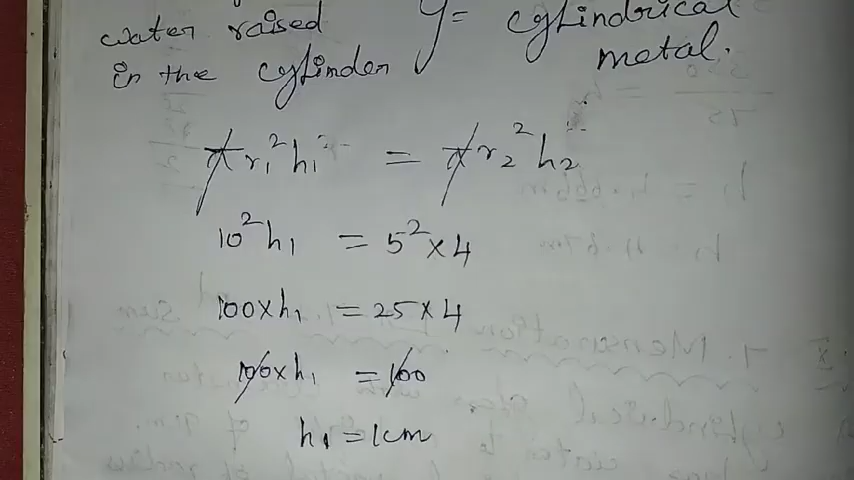 water raised } = cylindrical
in the cylinder metal.
πr₁²h₁ = πr₂²h₂
10²h₁ = 5²×4
100×h₁ = 25×4
100×h₁ = 100
h₁ = 1cm